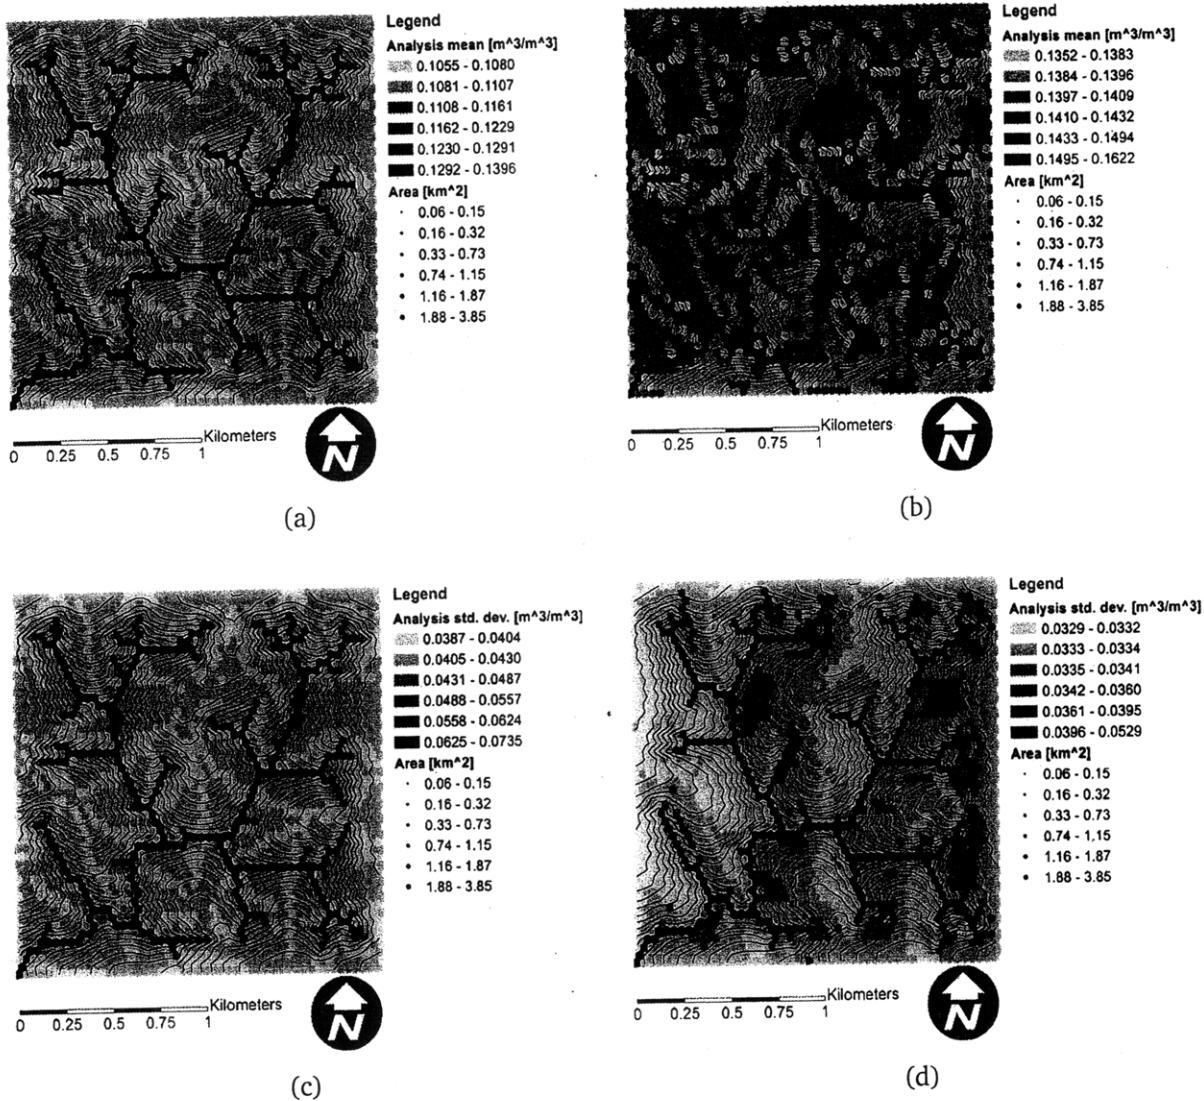 Legend
Analysis mean [m^3/m^3]
0.1055 - 0.1080
0.1081 - 0.1107
0.1108 - 0.1161
0.1162 - 0.1229
0.1230 - 0.1291
0.1292 - 0.1396
Area [km^2]
0.06 - 0.15
0.16 - 0.32
0.33 - 0.73
0.74 - 1.15
1.16 - 1.87
1.88 - 3.85
Kilometers
0 0.25 0.5 0.75 1
N
(a)
Legend
Analysis mean [m^3/m^3]
0.1352 - 0.1383
0.1384 - 0.1396
0.1397 - 0.1409
0.1410 - 0.1432
0.1433 - 0.1494
0.1495 - 0.1622
Area [km^2]
0.06 - 0.15
0.16 - 0.32
0.33 - 0.73
0.74 - 1.15
1.16 - 1.87
1.88 - 3.85
Kilometers
0 0.25 0.5 0.75 1
N
(b)
Legend
Analysis std. dev. [m^3/m^3]
0.0387 - 0.0404
0.0405 - 0.0430
0.0431 - 0.0487
0.0488 - 0.0557
0.0558 - 0.0624
0.0625 - 0.0735
Area [km^2]
0.06 - 0.15
0.16 - 0.32
0.33 - 0.73
0.74 - 1.15
1.16 - 1.87
1.88 - 3.85
Kilometers
0 0.25 0.5 0.75 1
N
(c)
Legend
Analysis std. dev. [m^3/m^3]
0.0329 - 0.0332
0.0333 - 0.0334
0.0335 - 0.0341
0.0342 - 0.0360
0.0361 - 0.0395
0.0396 - 0.0529
Area [km^2]
0.06 - 0.15
0.16 - 0.32
0.33 - 0.73
0.74 - 1.15
1.16 - 1.87
1.88 - 3.85
Kilometers
0 0.25 0.5 0.75 1
N
(d)